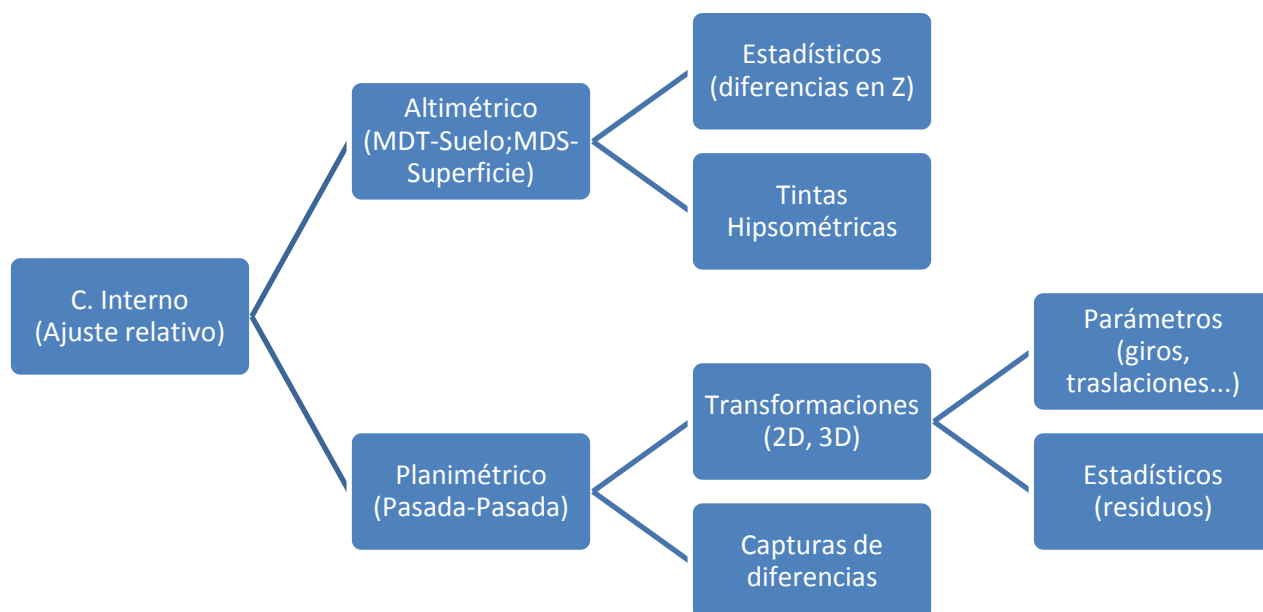 Estadísticos
(diferencias en Z)
Altimétrico
(MDT-Suelo;MDS-
Superficie)
Tintas
Hipsométricas
C. Interno
(Ajuste relativo)
Parámetros
(giros,
traslaciones...)
Transformaciones
(2D, 3D)
Planimétrico
(Pasada-Pasada)
Estadísticos
(residuos)
Capturas de
diferencias